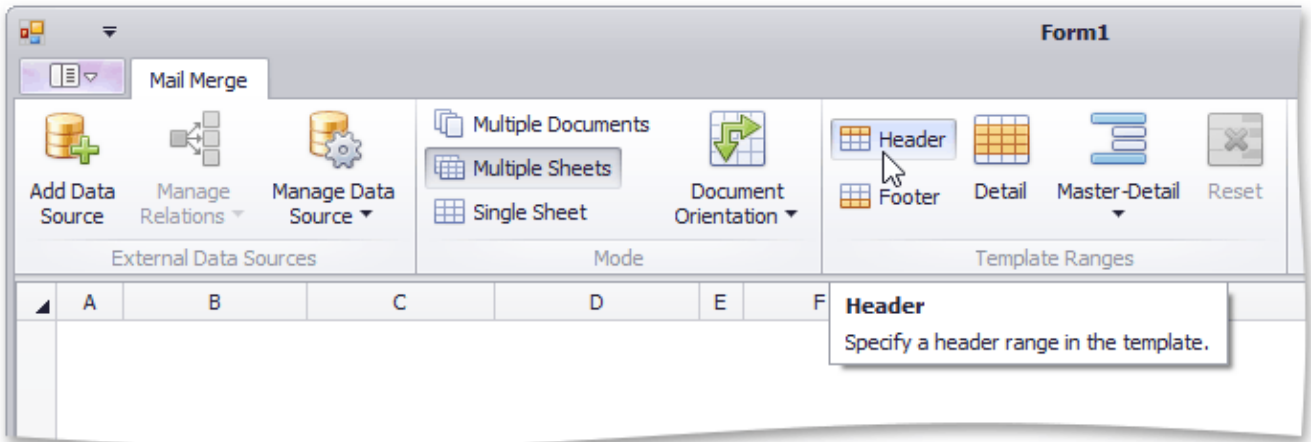 Form1
Mail Merge
Add Data
Source
Manage
Relations
Manage Data
Source
Multiple Documents
Multiple Sheets
Single Sheet
Document
Orientation
Header
Footer
Detail
Master-Detail
Reset
External Data Sources
Mode
Template Ranges
A B C D E F
Header
Specify a header range in the template.